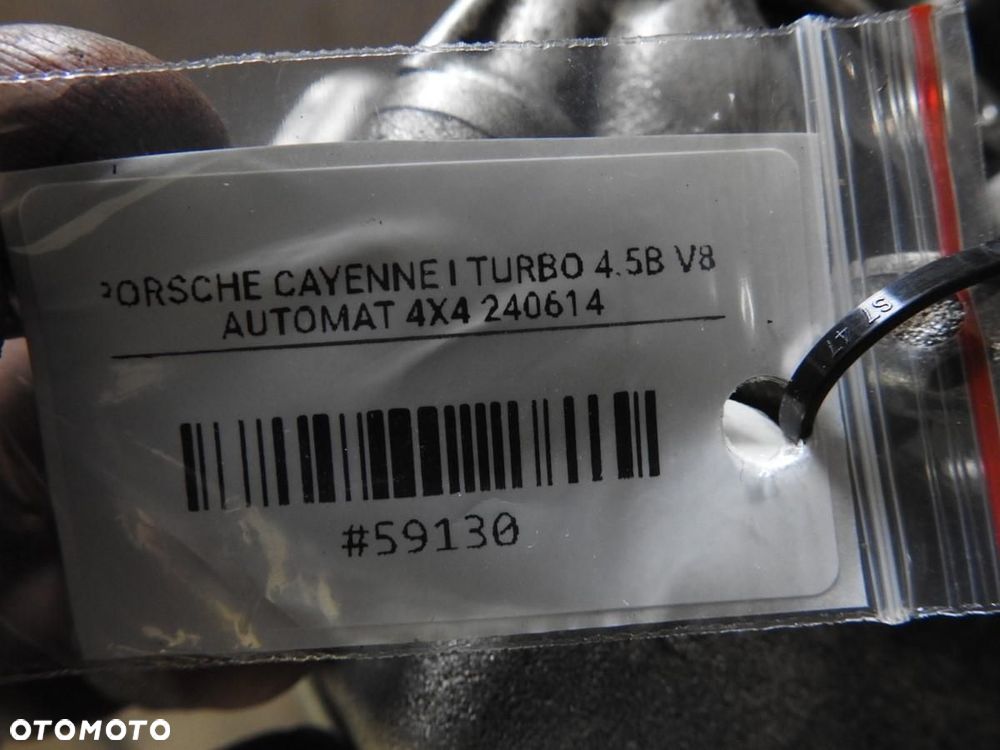 PORSCHE CAYENNE I TURBO 4.5B V8
AUTOMAT 4X4 240614
#59130
OTOMOTO